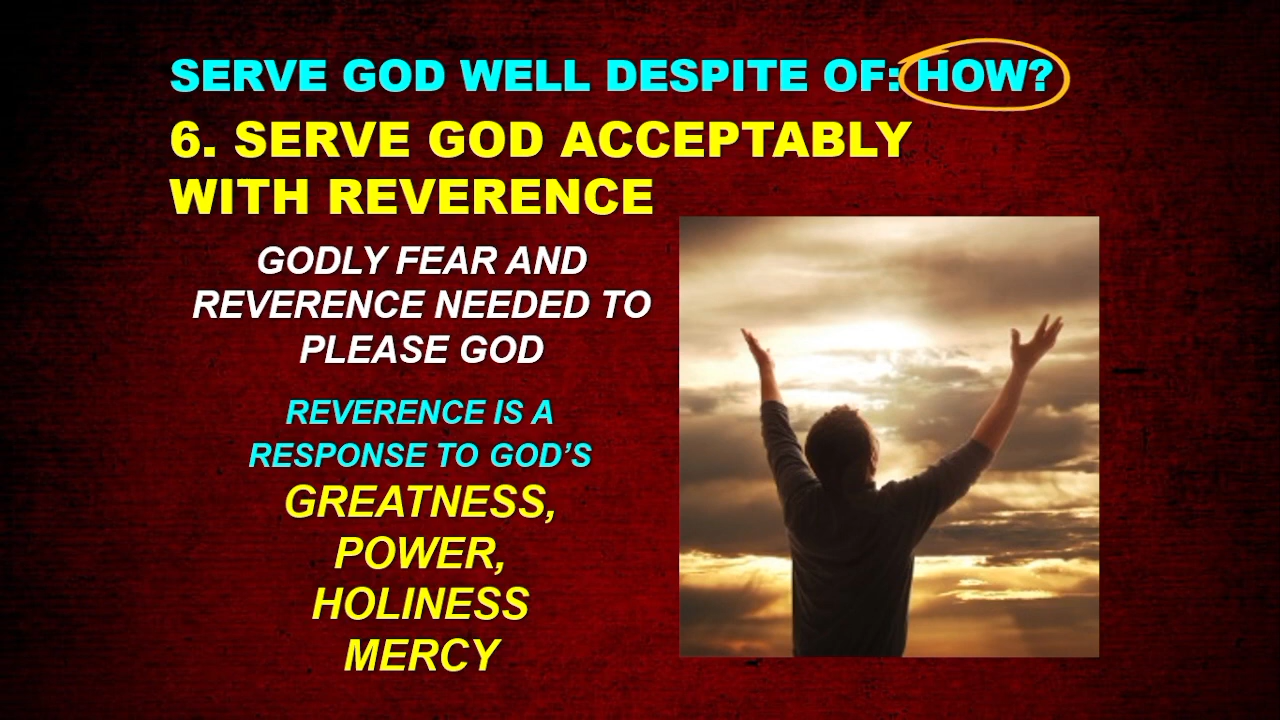 SERVE GOD WELL DESPITE OF: HOW?
6. SERVE GOD ACCEPTABLY
WITH REVERENCE
GODLY FEAR AND
REVERENCE NEEDED TO
PLEASE GOD
REVERENCE IS A
RESPONSE TO GOD’S
GREATNESS,
POWER,
HOLINESS
MERCY